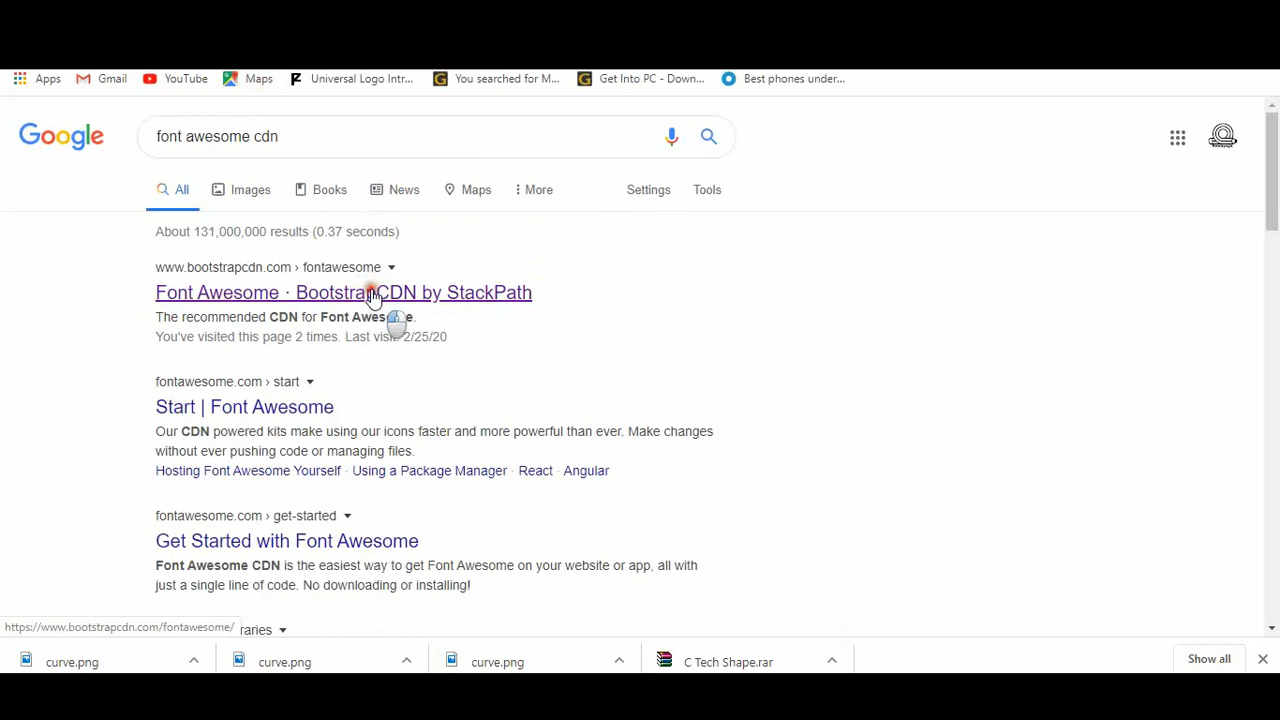 Apps Gmail YouTube Maps Universal Logo Intr... You searched for M... Get Into PC - Down... Best phones under...
Google font awesome cdn
All Images Books News Maps More Settings Tools
About 131,000,000 results (0.37 seconds)
www.bootstrapcdn.com › fontawesome
Font Awesome · BootstrapCDN by StackPath
The recommended CDN for Font Awesome.
You've visited this page 2 times. Last visit: 2/25/20
fontawesome.com › start
Start | Font Awesome
Our CDN powered kits make using our icons faster and more powerful than ever. Make changes
without ever pushing code or managing files.
Hosting Font Awesome Yourself · Using a Package Manager · React · Angular
fontawesome.com › get-started
Get Started with Font Awesome
Font Awesome CDN is the easiest way to get Font Awesome on your website or app, all with
just a single line of code. No downloading or installing!
https://www.bootstrapcdn.com/fontawesome/ raries
curve.png curve.png curve.png C Tech Shape.rar Show all